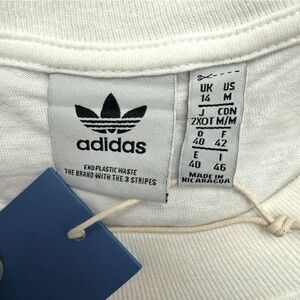 adidas
END PLASTIC WASTE
THE BRAND WITH THE 3 STRIPES
UK US
14 M
J CDN
2XOT M/M
D F
40 42
E I
40 46
MADE IN
NICARAGUA